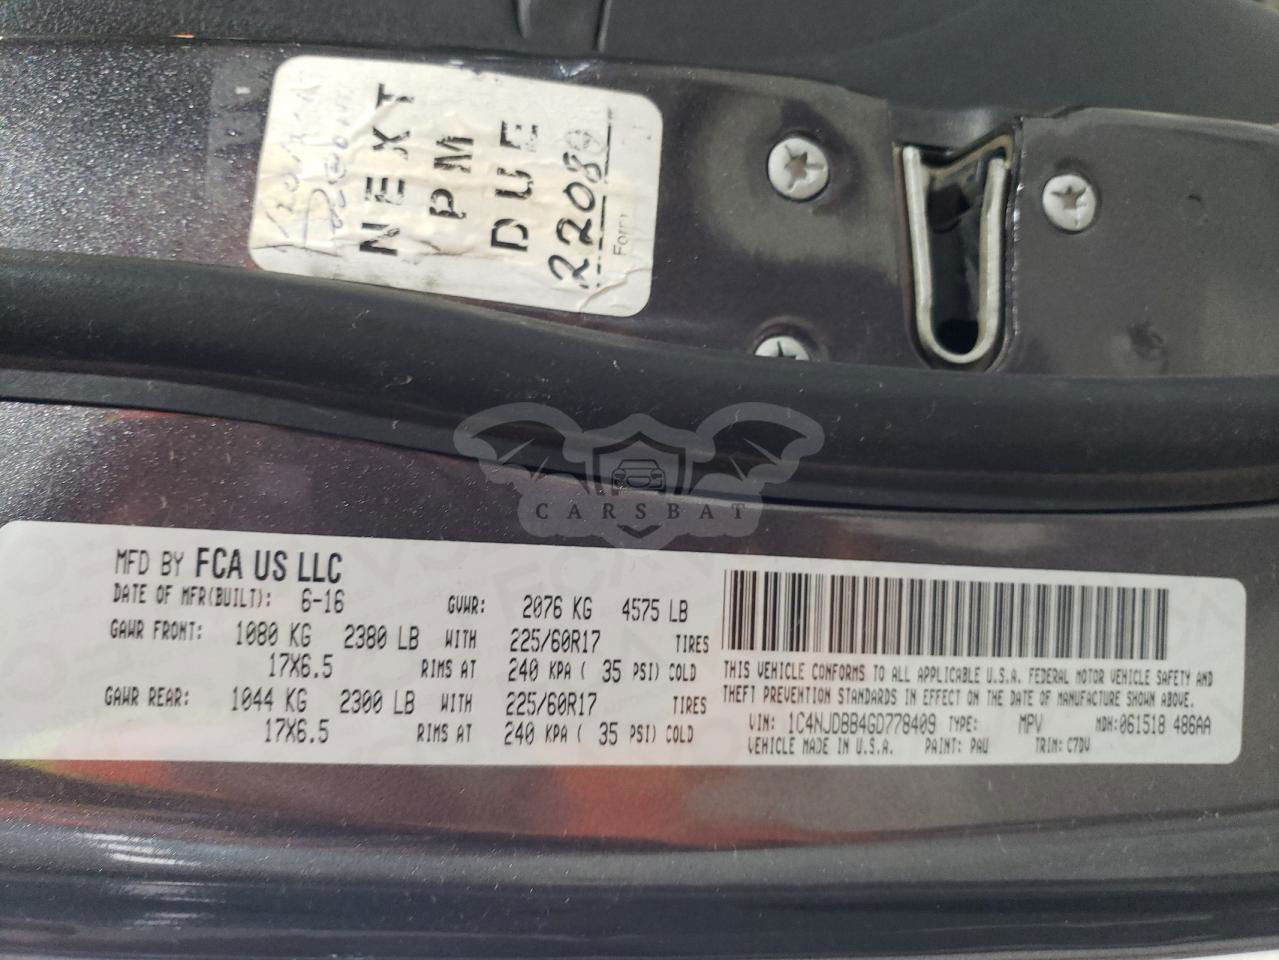 NEXT
PM
DUE
2208
Form
CARSBAT
MFD BY FCA US LLC
DATE OF MFR(BUILT): 6-16 GVWR: 2076 KG 4575 LB
GAWR FRONT: 1080 KG 2380 LB WITH 225/60R17 TIRES
17X6.5 RIMS AT 240 KPA ( 35 PSI) COLD
GAWR REAR: 1044 KG 2300 LB WITH 225/60R17 TIRES
17X6.5 RIMS AT 240 KPA ( 35 PSI) COLD
THIS VEHICLE CONFORMS TO ALL APPLICABLE U.S.A. FEDERAL MOTOR VEHICLE SAFETY AND
THEFT PREVENTION STANDARDS IN EFFECT ON THE DATE OF MANUFACTURE SHOWN ABOVE.
VIN: 1C4NJDBB4GD778409 TYPE: MPV MDH:061518 486AA
VEHICLE MADE IN U.S.A. PAINT: PAU TRIM: C7DV